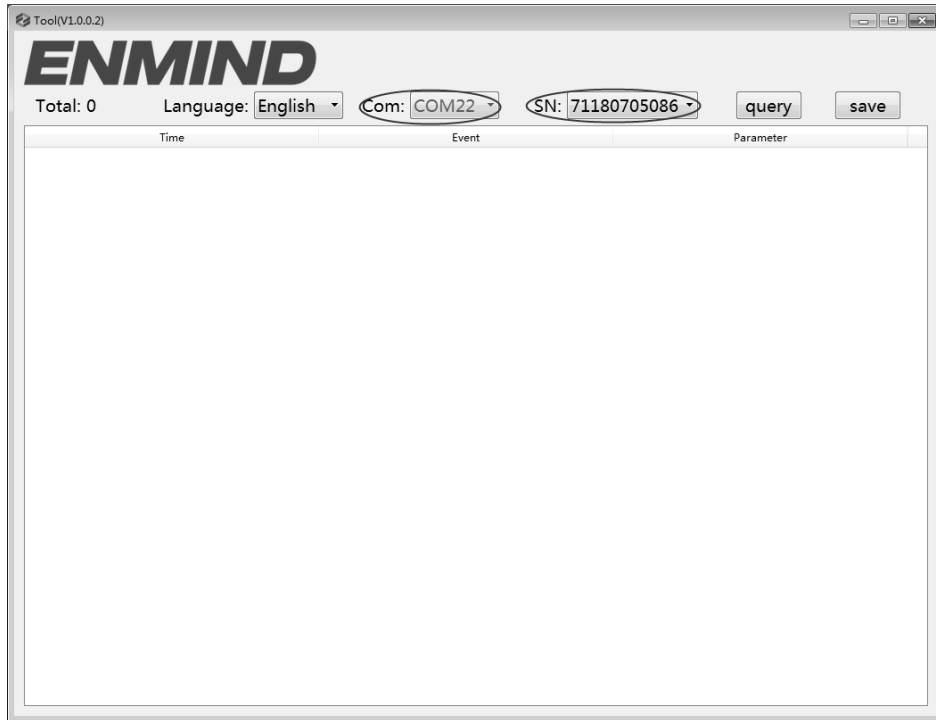 Tool(V1.0.0.2)
ENMIND
Total: 0 Language: English Com: COM22 SN: 71180705086 query save
Time Event Parameter